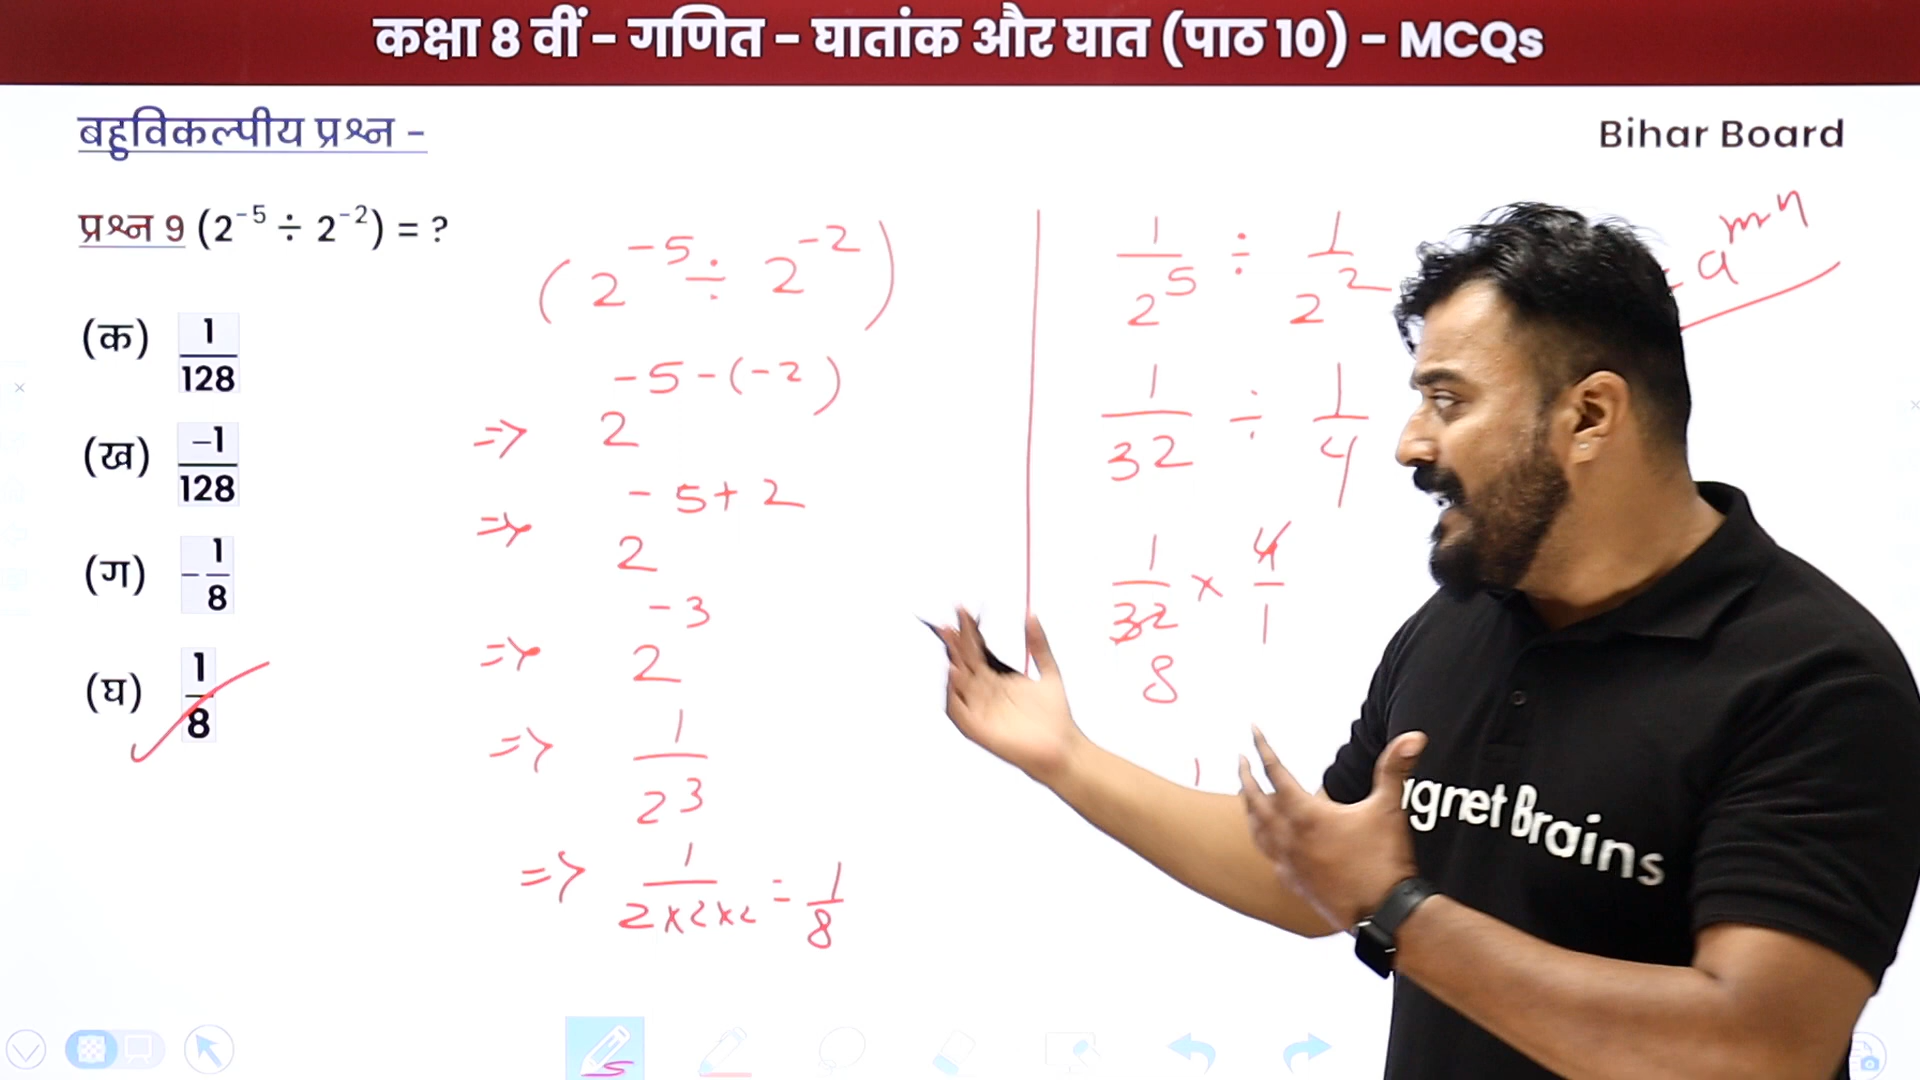 कक्षा 8 वीं - गणित - घातांक और घात (पाठ 10) - MCQs
बहुविकल्पीय प्रश्न -
Bihar Board
प्रश्न 9 (2⁻⁵ ÷ 2⁻²) = ?
(क) 1/128
(ख) -1/128
(ग) -1/8
(घ) 1/8
(2⁻⁵ ÷ 2⁻²)
=> 2^(-5-(-2))
=> 2^(-5+2)
=> 2⁻³
=> 1/2³
=> 1/(2×2×2) = 1/8
1/2⁵ ÷ 1/2²
1/32 ÷ 1/4
1/32 × 4/1
8
1
= a^(m-n)
gnet Brains